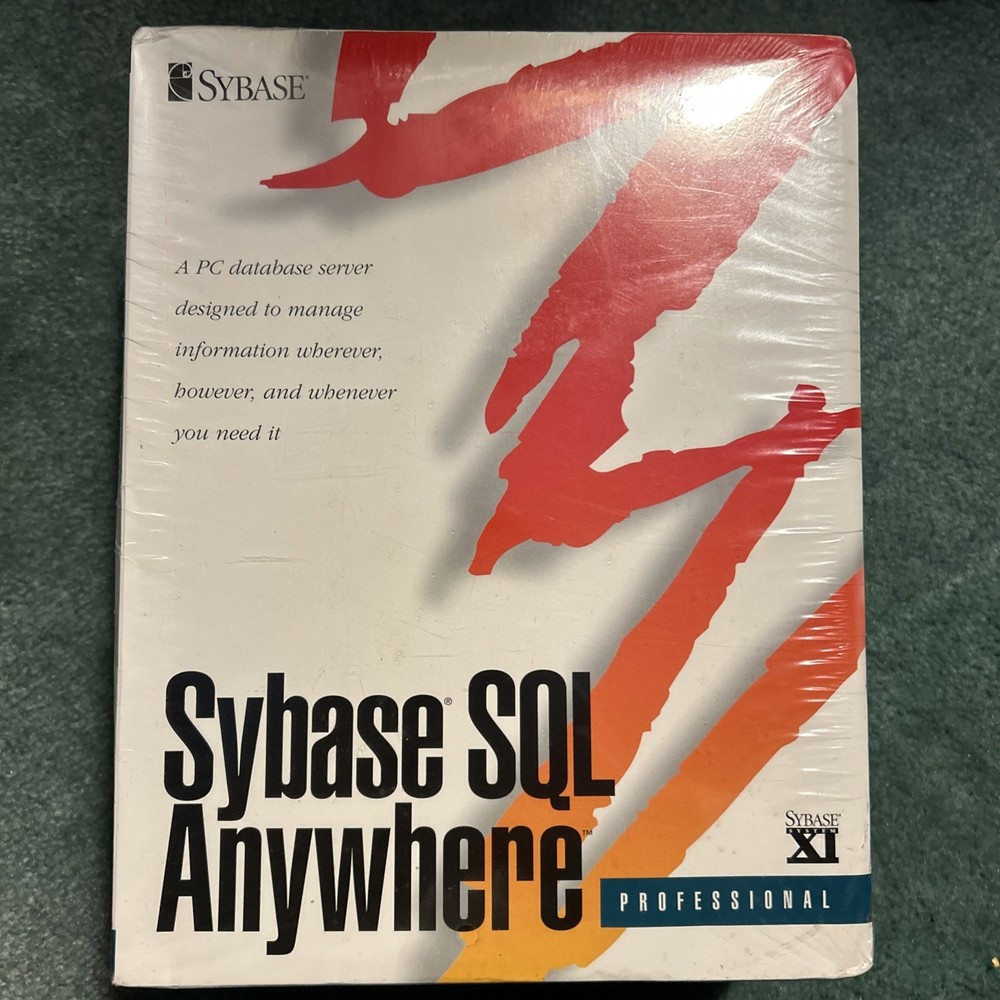 SYBASE®
A PC database server
designed to manage
information wherever,
however, and whenever
you need it
Sybase® SQL
Anywhere™
SYBASE®
SYSTEM
XI
PROFESSIONAL